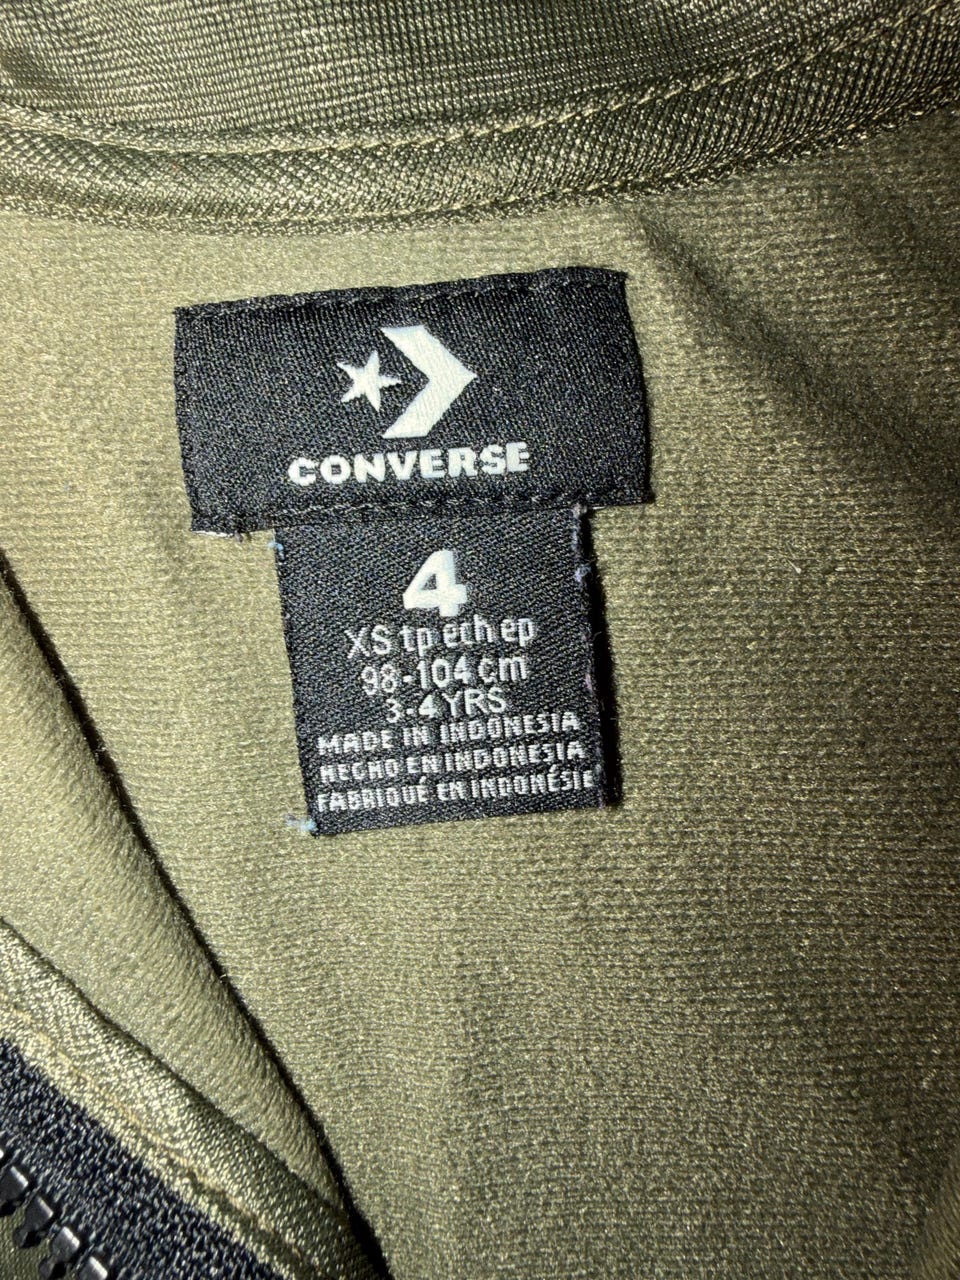 CONVERSE
4
XS tp ech ep
98-104 cm
3-4 YRS
MADE IN INDONESIA
HECHO EN INDONESIA
FABRIQUÉ EN INDONÉSIE